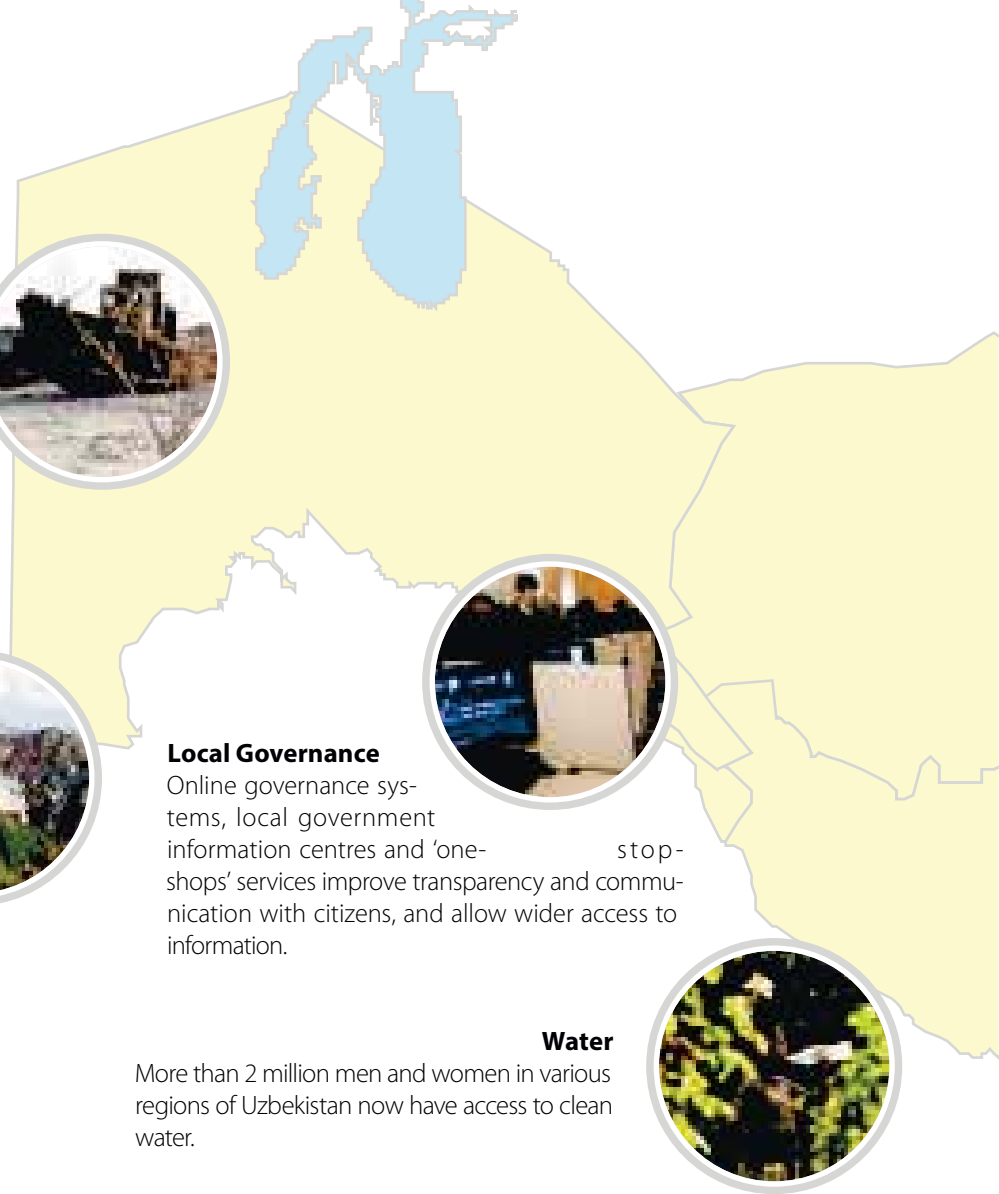 Local Governance
Online governance sys-
tems, local government
information centres and ‘one- stop-
shops’ services improve transparency and commu-
nication with citizens, and allow wider access to
information.
Water
More than 2 million men and women in various
regions of Uzbekistan now have access to clean
water.